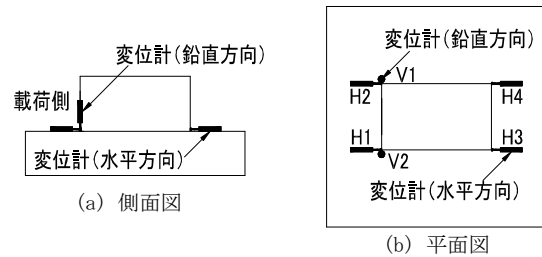 変位計(鉛直方向)
載荷側
変位計(水平方向)
(a) 側面図
変位計(鉛直方向)
V1
H2
H4
H1
H3
V2
変位計(水平方向)
(b) 平面図